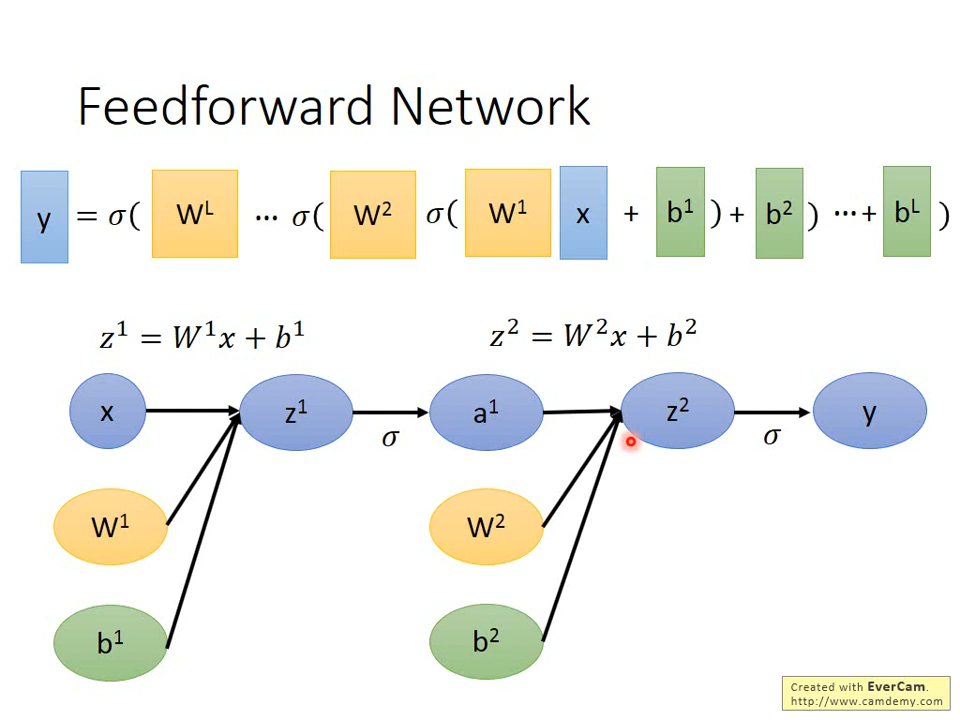 Feedforward Network
y = σ( W^L ... σ( W^2 σ( W^1 x + b^1 ) + b^2 ) ... + b^L )
z^1 = W^1x + b^1 z^2 = W^2x + b^2
x z^1 σ a^1 z^2 σ y
W^1 W^2
b^1 b^2
Created with EverCam.
http://www.camdemy.com